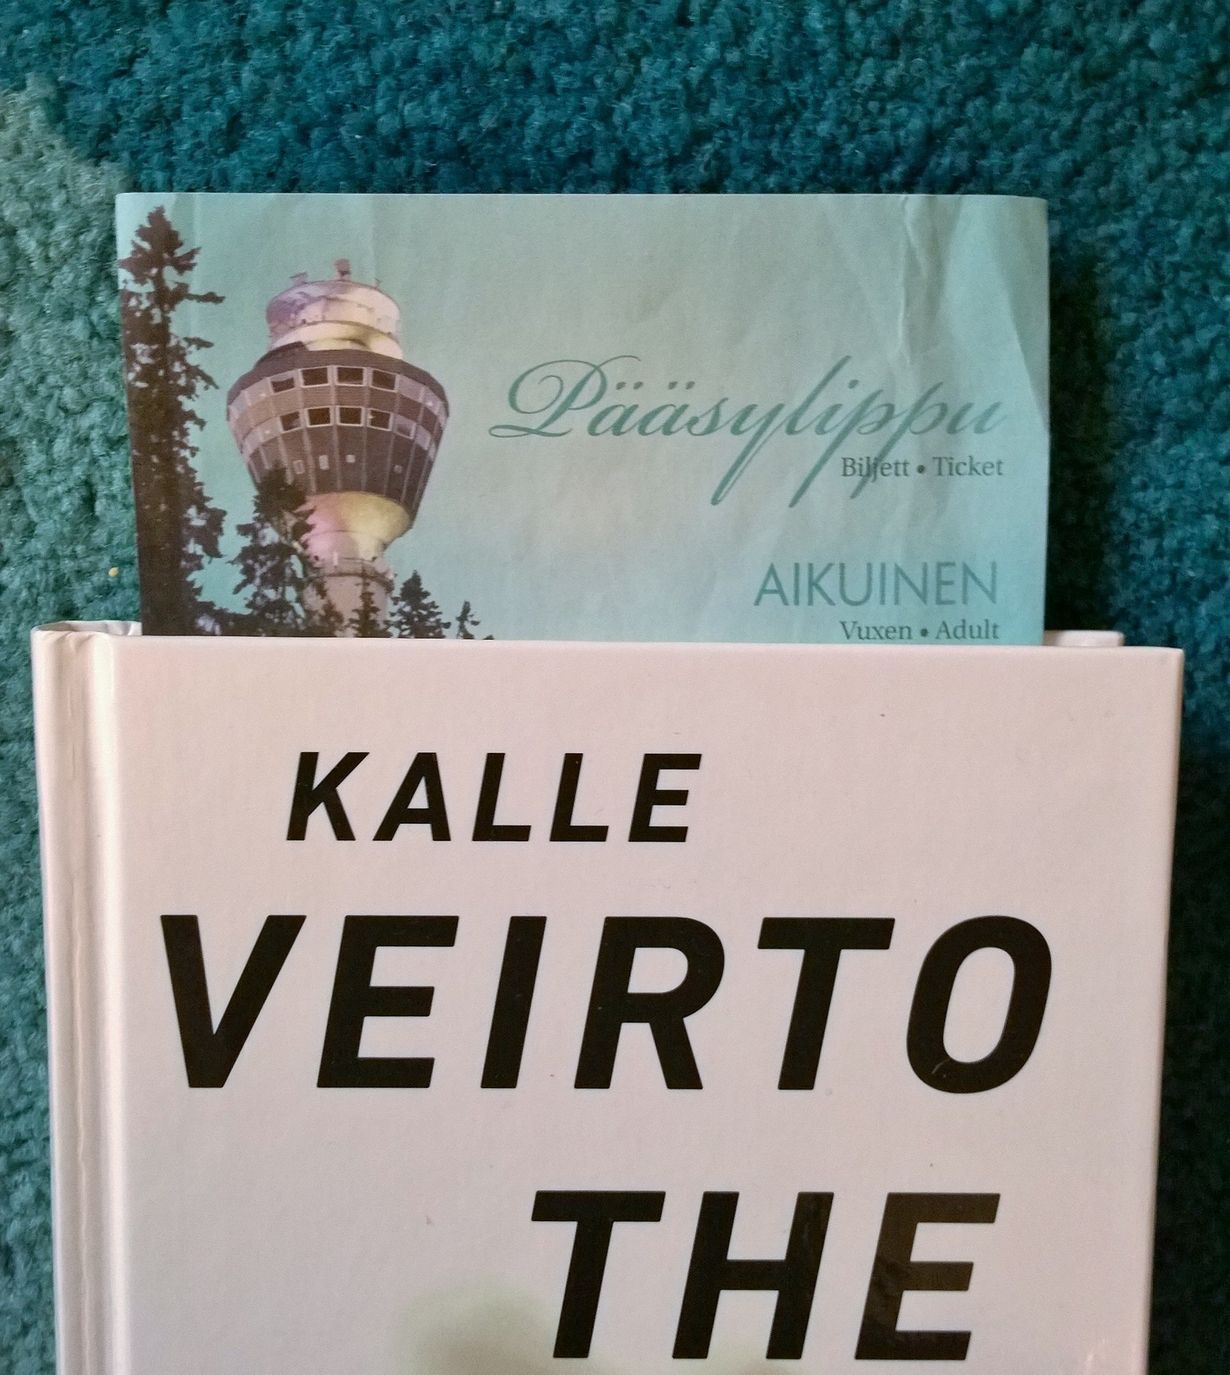 Pääsylippu
Biljett • Ticket
AIKUINEN
Vuxen • Adult
KALLE
VEIRTO
THE